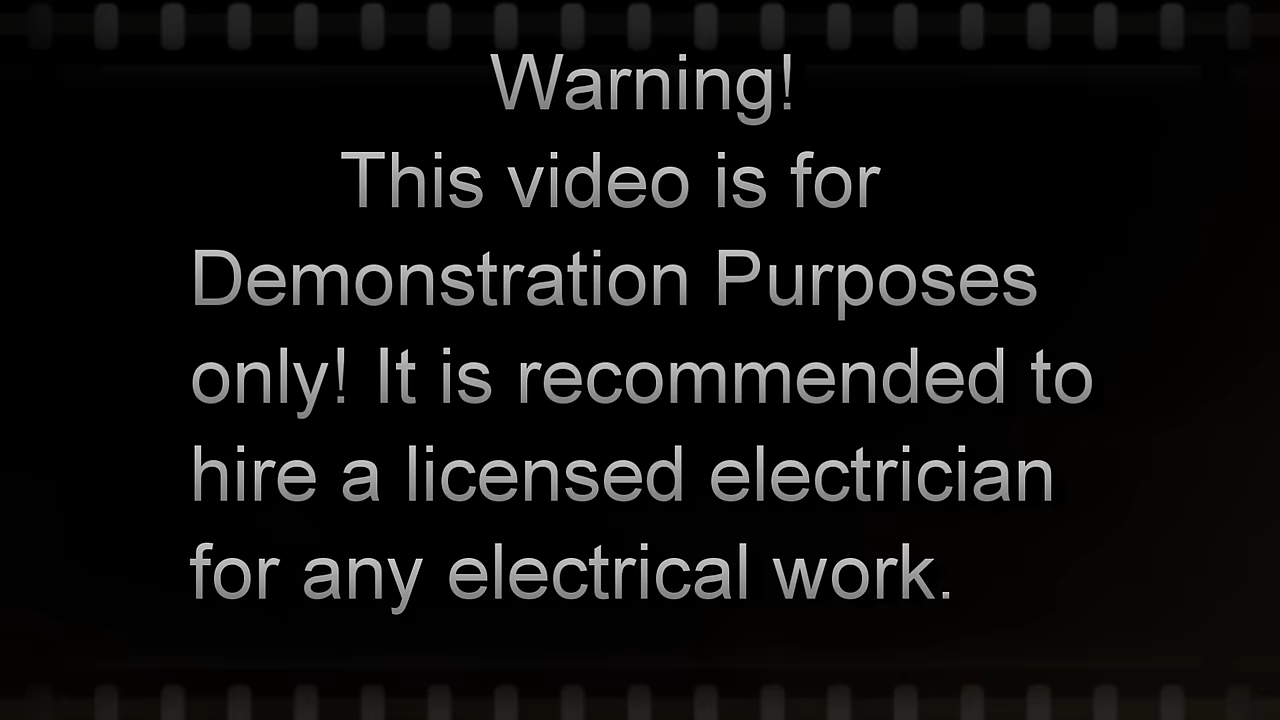 Warning!
This video is for
Demonstration Purposes
only! It is recommended to
hire a licensed electrician
for any electrical work.